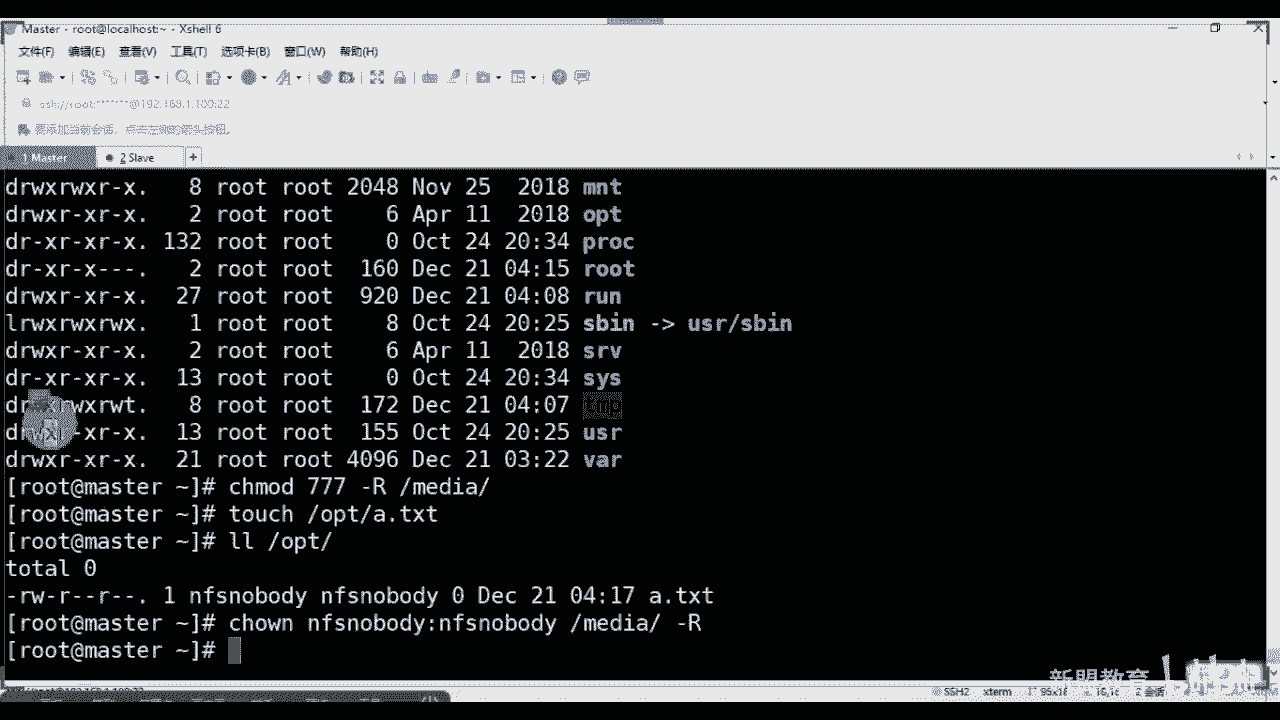 Master - root@localhost:~ - Xshell 6
文件(F) 编辑(E) 查看(V) 工具(T) 选项卡(B) 窗口(W) 帮助(H)
ssh://root:******@192.168.1.100:22
要添加当前会话，点击左侧的箭头按钮。
1 Master 2 Slave +
drwxrwxr-x. 8 root root 2048 Nov 25 2018 mnt
drwxr-xr-x. 2 root root 6 Apr 11 2018 opt
dr-xr-xr-x. 132 root root 0 Oct 24 20:34 proc
dr-xr-x---. 2 root root 160 Dec 21 04:15 root
drwxr-xr-x. 27 root root 920 Dec 21 04:08 run
lrwxrwxrwx. 1 root root 8 Oct 24 20:25 sbin -> usr/sbin
drwxr-xr-x. 2 root root 6 Apr 11 2018 srv
dr-xr-xr-x. 13 root root 0 Oct 24 20:34 sys
drwxrwxrwt. 8 root root 172 Dec 21 04:07 tmp
drwxr-xr-x. 13 root root 155 Oct 24 20:25 usr
drwxr-xr-x. 21 root root 4096 Dec 21 03:22 var
[root@master ~]# chmod 777 -R /media/
[root@master ~]# touch /opt/a.txt
[root@master ~]# ll /opt/
total 0
-rw-r--r--. 1 nfsnobody nfsnobody 0 Dec 21 04:17 a.txt
[root@master ~]# chown nfsnobody:nfsnobody /media/ -R
[root@master ~]#
新盟教育
SSH2 xterm